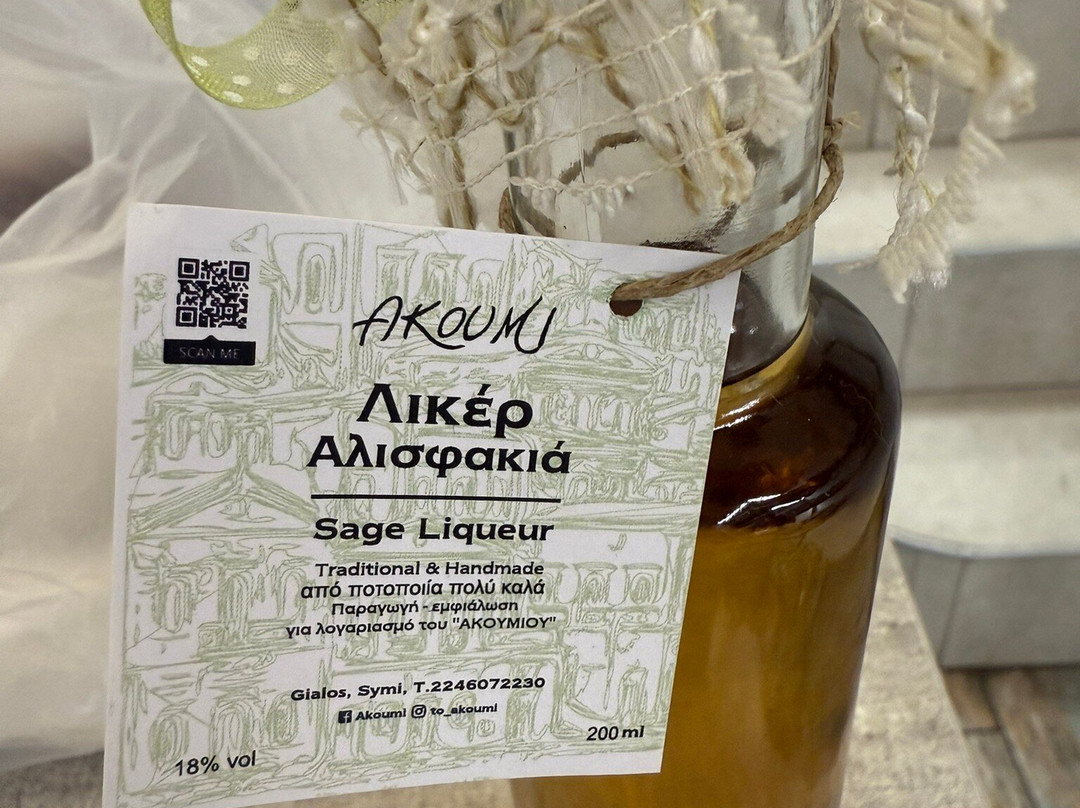 SCAN ME
AKOUMI
Λικέρ
Αλισφακιά
Sage Liqueur
Traditional & Handmade
από ποτοποιία πολύ καλά
Παραγωγή - εμφιάλωση
για λογαριασμό του "ΑΚΟΥΜΙΟΥ"
Gialos, Symi, T.2246072230
Akoumi to_akoumi
18% vol
200 ml